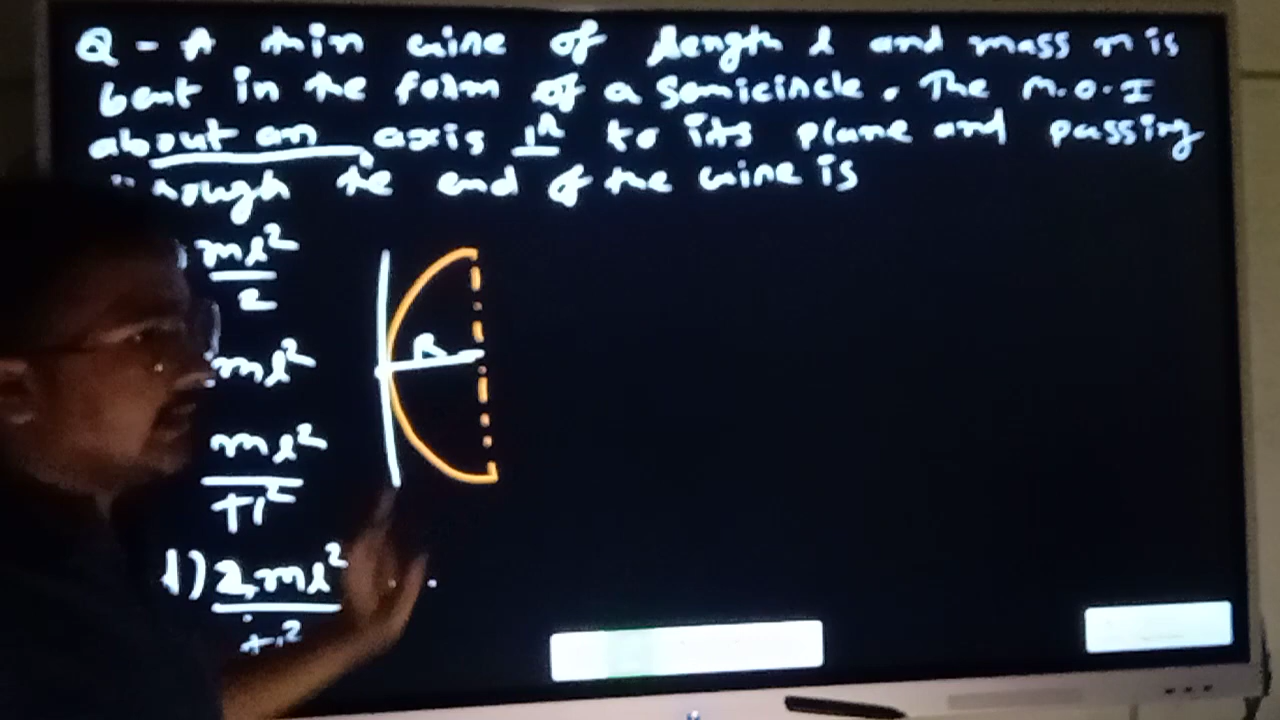 Q - A thin wire of length l and mass m is
bent in the form of a semicircle. The M.O.I
about an axis ⊥R to its plane and passing
through the end of the wire is
ml²/2
ml²
ml²/π²
d) 2ml²/π²
R